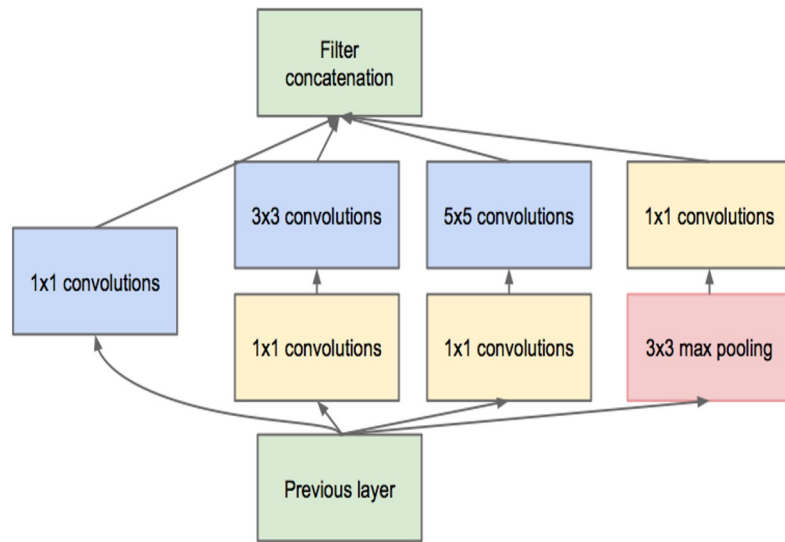 Filter
concatenation
3x3 convolutions
5x5 convolutions
1x1 convolutions
1x1 convolutions
1x1 convolutions
1x1 convolutions
3x3 max pooling
Previous layer